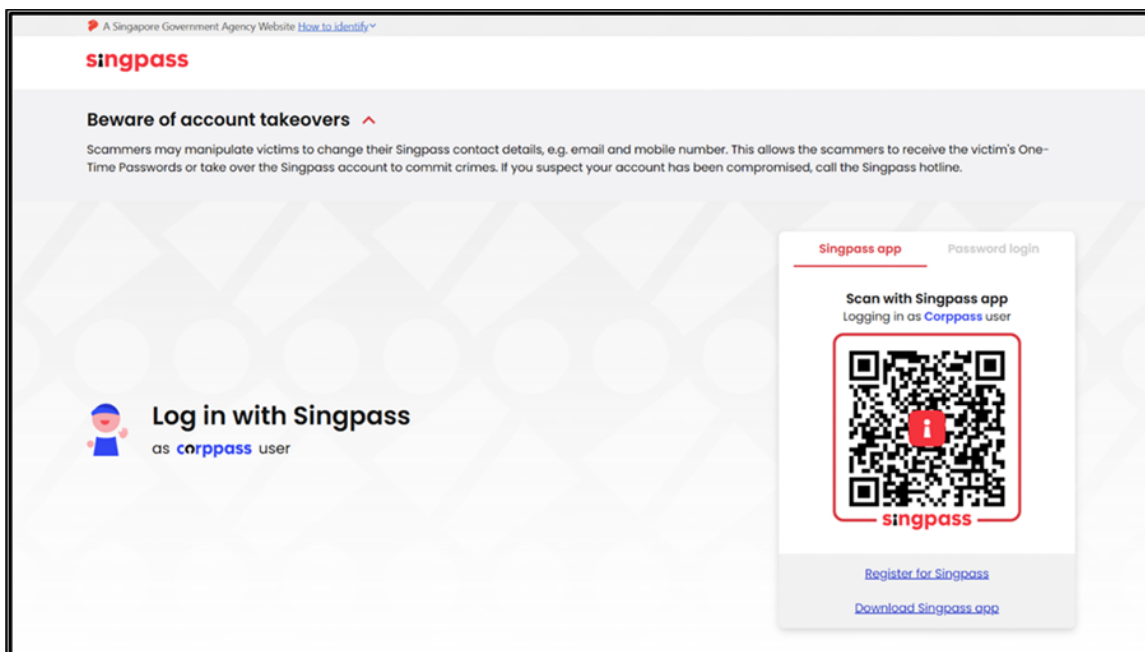 A Singapore Government Agency Website How to identify
singpass
Beware of account takeovers
Scammers may manipulate victims to change their Singpass contact details, e.g. email and mobile number. This allows the scammers to receive the victim's One-
Time Passwords or take over the Singpass account to commit crimes. If you suspect your account has been compromised, call the Singpass hotline.
Singpass app Password login
Scan with Singpass app
Logging in as Corppass user
singpass
Log in with Singpass
as corppass user
Register for Singpass
Download Singpass app